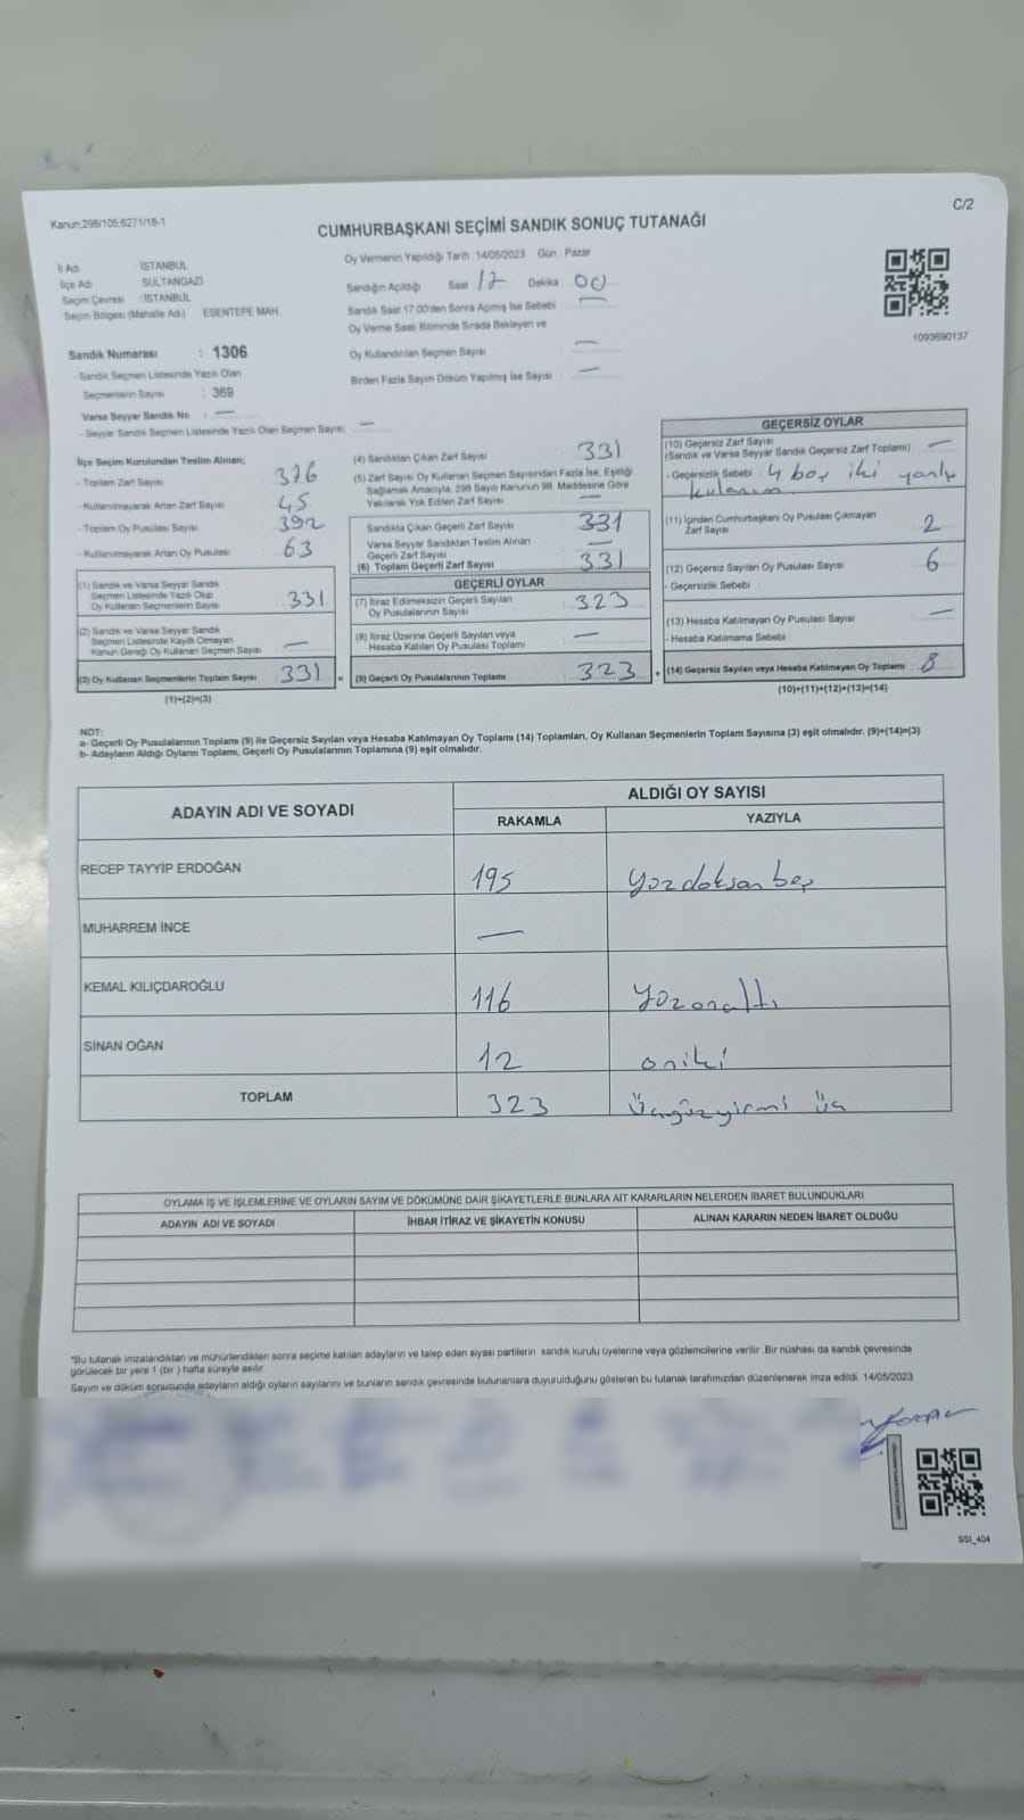 Kanun:298/105;6271/18-1
C/2
CUMHURBAŞKANI SEÇİMİ SANDIK SONUÇ TUTANAĞI
İl Adı : İSTANBUL
İlçe Adı : SULTANGAZİ
Seçim Çevresi : İSTANBUL
Seçim Bölgesi (Mahalle Adı) : ESENTEPE MAH.
Oy Vermenin Yapıldığı Tarih : 14/05/2023 Gün : Pazar
Sandığın Açıldığı Saat 17 Dakika 00
Sandık Saat 17:00'den Sonra Açılmış İse Sebebi —
Oy Verme Saati Bitiminde Sırada Bekleyen ve
Oy Kullandırılan Seçmen Sayısı —
Birden Fazla Sayım Döküm Yapılmış İse Sayısı —
1093690137
Sandık Numarası : 1306
- Sandık Seçmen Listesinde Yazılı Olan
Seçmenlerin Sayısı : 369
Varsa Seyyar Sandık No : —
- Seyyar Sandık Seçmen Listesinde Yazılı Olan Seçmen Sayısı: —
İlçe Seçim Kurulundan Teslim Alınan;
- Toplam Zarf Sayısı 376
- Kullanılmayarak Artan Zarf Sayısı 45
- Toplam Oy Pusulası Sayısı 392
- Kullanılmayarak Artan Oy Pusulası 63
(1) Sandık ve Varsa Seyyar Sandık
Seçmen Listesinde Yazılı Olup
Oy Kullanan Seçmenlerin Sayısı 331
(2) Sandık ve Varsa Seyyar Sandık
Seçmen Listesinde Kayıtlı Olmayan
Kanun Gereği Oy Kullanan Seçmen Sayısı —
(3) Oy Kullanan Seçmenlerin Toplam Sayısı 331
(1)+(2)=(3)
(4) Sandıktan Çıkan Zarf Sayısı 331
(5) Zarf Sayısı Oy Kullanan Seçmen Sayısından Fazla İse, Eşitliği
Sağlamak Amacıyla, 298 Sayılı Kanunun 98. Maddesine Göre
Yakılarak Yok Edilen Zarf Sayısı —
Sandıkta Çıkan Geçerli Zarf Sayısı 331
Varsa Seyyar Sandıktan Teslim Alınan
Geçerli Zarf Sayısı —
(6) Toplam Geçerli Zarf Sayısı 331
GEÇERLİ OYLAR
(7) İtiraz Edilmeksizin Geçerli Sayılan
Oy Pusulalarının Sayısı 323
(8) İtiraz Üzerine Geçerli Sayılan veya
Hesaba Katılan Oy Pusulası Toplamı —
(9) Geçerli Oy Pusulalarının Toplamı 323
GEÇERSİZ OYLAR
(10) Geçersiz Zarf Sayısı
(Sandık ve Varsa Seyyar Sandık Geçersiz Zarf Toplamı) —
- Geçersizlik Sebebi 4 boş iki yanlış
kulanım
(11) İçinden Cumhurbaşkanı Oy Pusulası Çıkmayan
Zarf Sayısı 2
(12) Geçersiz Sayılan Oy Pusulası Sayısı 6
- Geçersizlik Sebebi
(13) Hesaba Katılmayan Oy Pusulası Sayısı —
- Hesaba Katılmama Sebebi
(14) Geçersiz Sayılan veya Hesaba Katılmayan Oy Toplamı 8
(10)+(11)+(12)+(13)=(14)
NOT:
a- Geçerli Oy Pusulalarının Toplamı (9) ile Geçersiz Sayılan veya Hesaba Katılmayan Oy Toplamı (14) Toplamları, Oy Kullanan Seçmenlerin Toplam Sayısına (3) eşit olmalıdır. (9)+(14)=(3)
b- Adayların Aldığı Oyların Toplamı, Geçerli Oy Pusulalarının Toplamına (9) eşit olmalıdır.
ADAYIN ADI VE SOYADI
ALDIĞI OY SAYISI
RAKAMLA YAZIYLA
RECEP TAYYİP ERDOĞAN 195 yüzdoksan beş
MUHARREM İNCE —
KEMAL KILIÇDAROĞLU 116 yüzonaltı
SİNAN OĞAN 12 oniki
TOPLAM 323 üçyüzyirmi üç
OYLAMA İŞ VE İŞLEMLERİNE VE OYLARIN SAYIM VE DÖKÜMÜNE DAİR ŞİKAYETLERLE BUNLARA AİT KARARLARIN NELERDEN İBARET BULUNDUKLARI
ADAYIN ADI VE SOYADI İHBAR İTİRAZ VE ŞİKAYETİN KONUSU ALINAN KARARIN NEDEN İBARET OLDUĞU
*Bu tutanak imzalandıktan ve mühürlendikten sonra seçime katılan adayların ve talep eden siyasi partilerin sandık kurulu üyelerine veya gözlemcilerine verilir. Bir nüshası da sandık çevresinde
görülecek bir yere 1 (bir) hafta süreyle asılır.
Sayım ve döküm sonucunda adayların aldığı oyların sayılarını ve bunların sandık çevresinde bulunanlara duyurulduğunu gösteren bu tutanak tarafımızdan düzenlenerek imza edildi. 14/05/2023
SSI_404